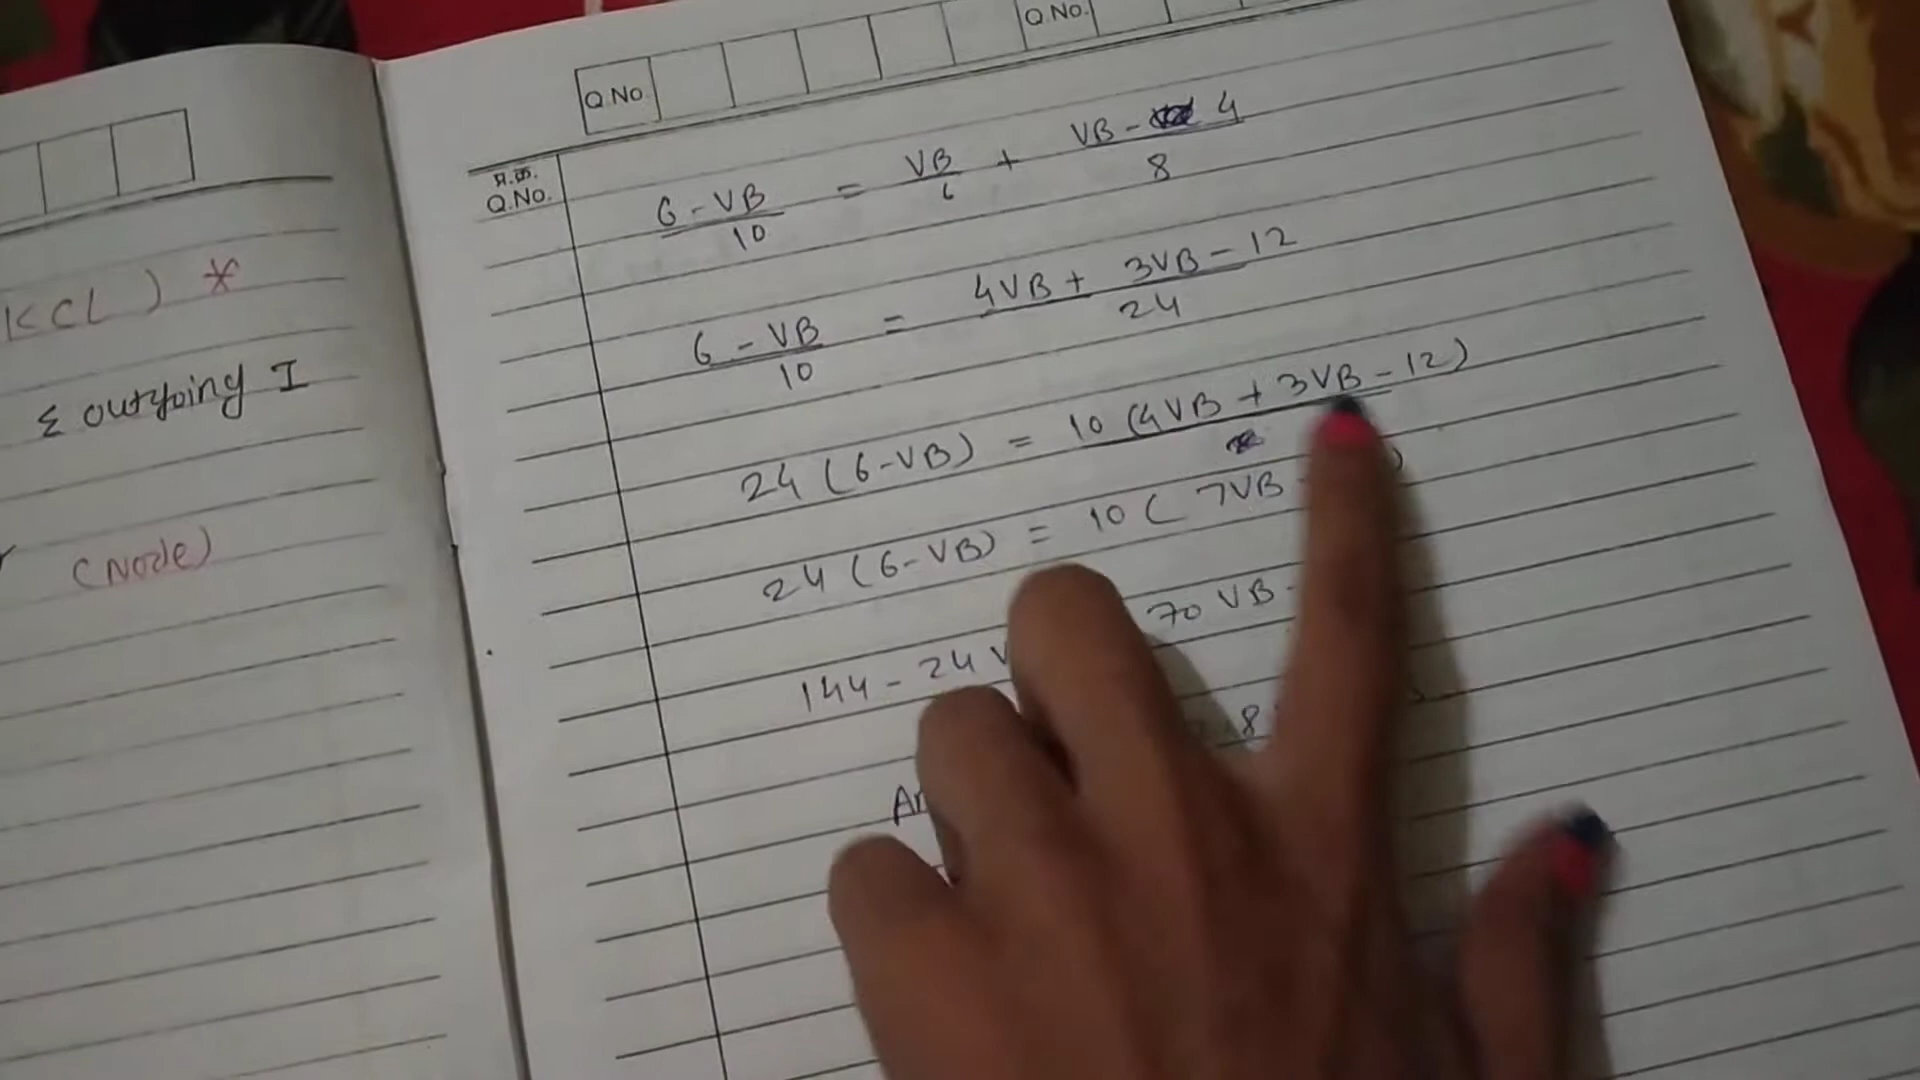 KCL) *
Σ outgoing I
(Node)
Q.No.
Q.No.
प्र.क्र.
Q.No.
6 - VB / 10 = VB / 6 + VB - 4 / 8
6 - VB / 10 = 4VB + 3VB - 12 / 24
24 (6-VB) = 10 (4VB + 3VB - 12)
24 (6-VB) = 10 ( 7VB )
144 - 24 V 70 VB -
8